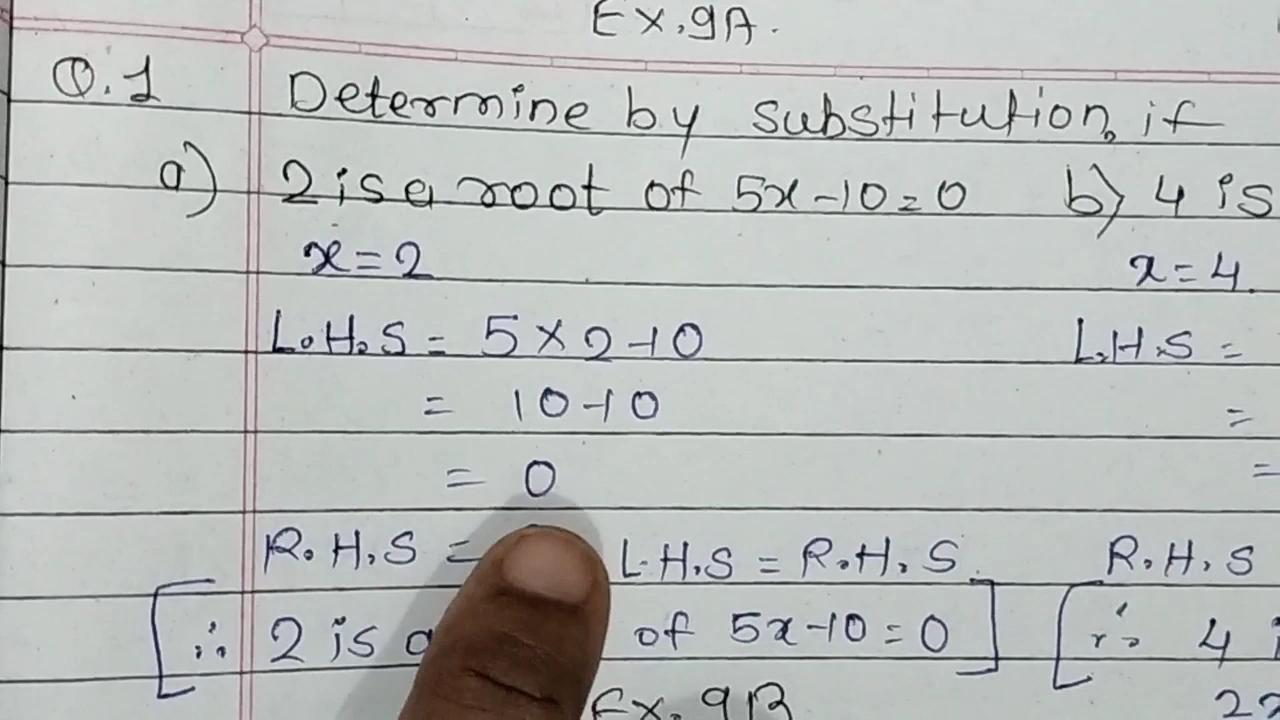 Ex. 9A.
Q.1 Determine by substitution, if
a) 2 is a root of 5x-10=0 b) 4 is
x=2 x=4.
L.H.S = 5×2-10 L.H.S =
= 10-10 =
= 0 =
R.H.S = L.H.S = R.H.S. R.H.S
[∴ 2 is a of 5x-10=0] [∴ 4
Ex. 9B